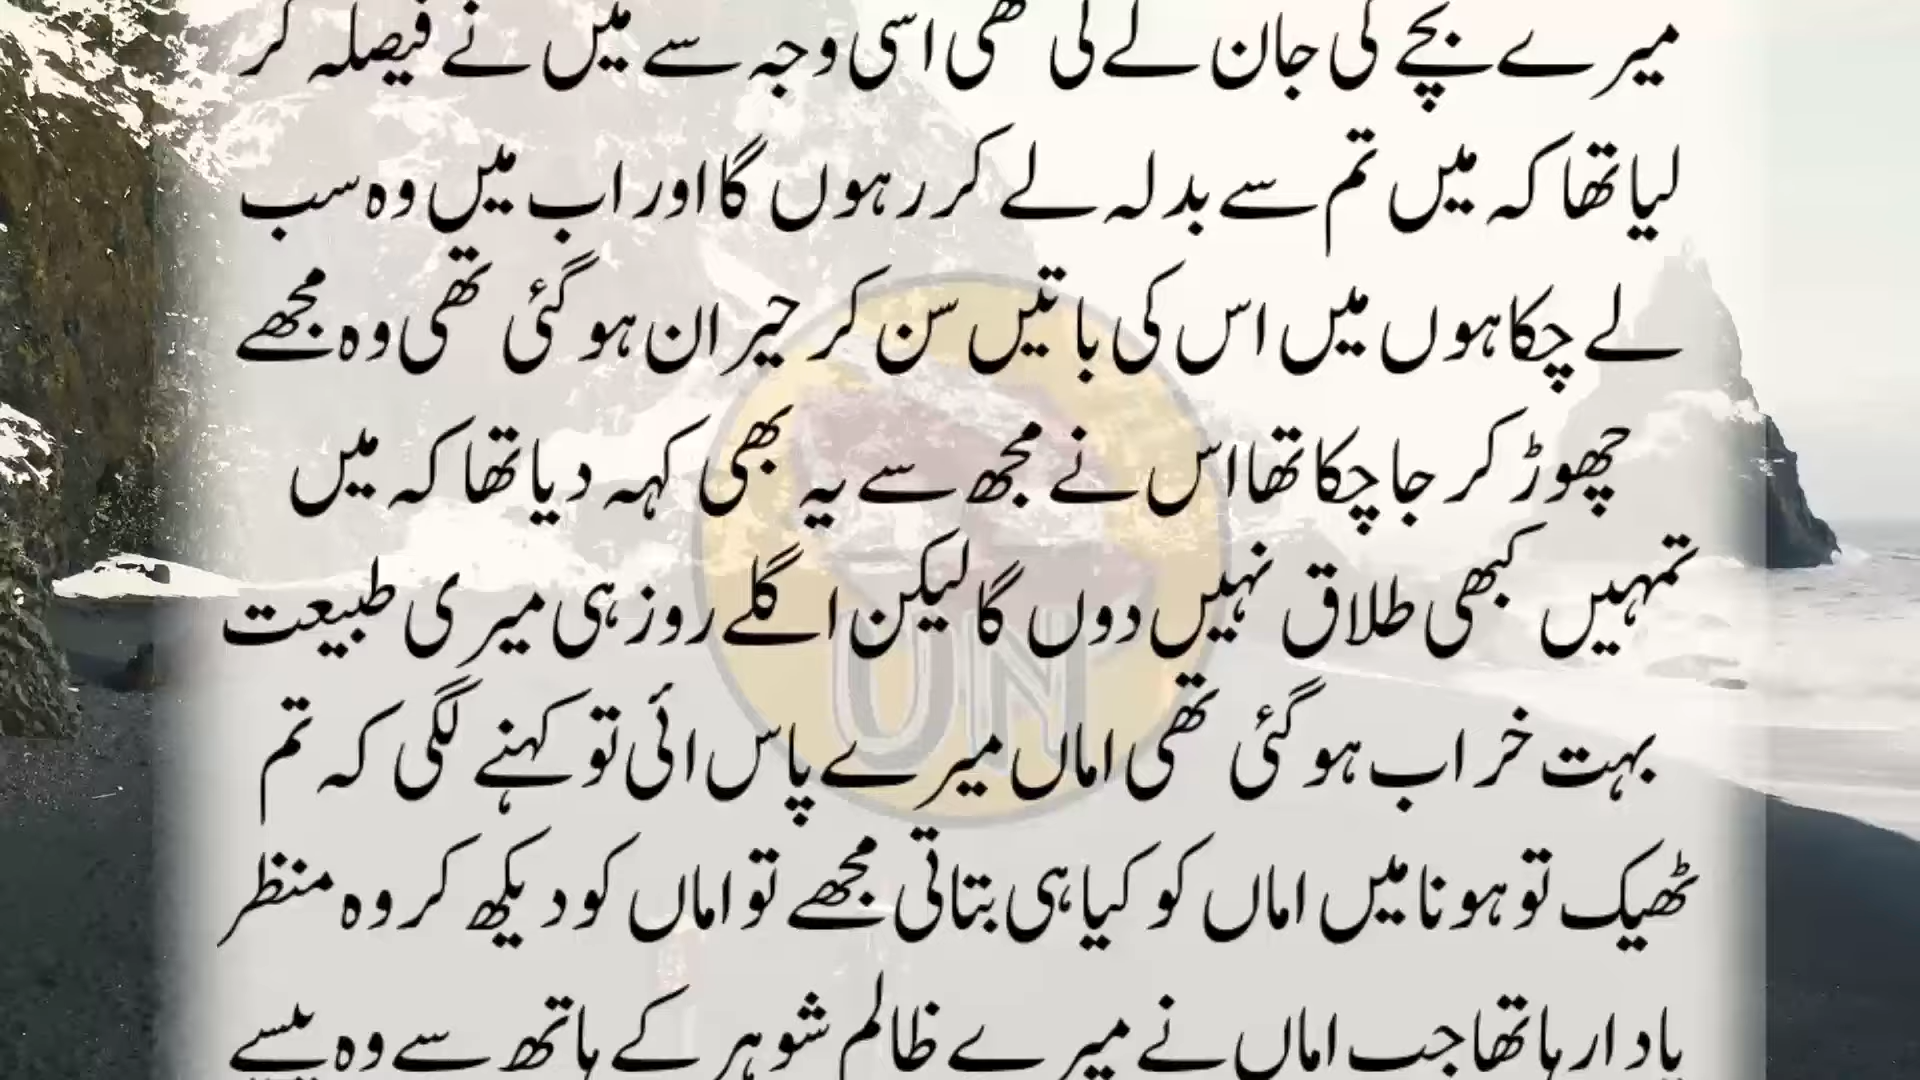 میرے بچے کی جان لے لی تھی اسی وجہ سے میں نے فیصلہ کر
لیا تھا کہ میں تم سے بدلہ لے کر رہوں گا اور اب میں وہ سب
لے چکا ہوں میں اس کی باتیں سن کر حیران ہو گئی تھی وہ مجھے
چھوڑ کر جا چکا تھا اس نے مجھ سے یہ بھی کہہ دیا تھا کہ میں
تمہیں کبھی طلاق نہیں دوں گا لیکن اگلے روز ہی میری طبیعت
بہت خراب ہو گئی تھی اماں میرے پاس ائی تو کہنے لگی کہ تم
ٹھیک تو ہو نا میں اماں کو کیا ہی بتاتی مجھے تو اماں کو دیکھ کر وہ منظر
یاد ا رہا تھا جب اماں نے میرے ظالم شوہر کے ہاتھ سے وہ پیسے
UN